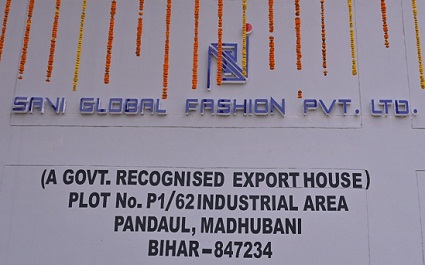 SAVI GLOBAL FASHION PVT. LTD.
(A GOVT. RECOGNISED EXPORT HOUSE)
PLOT No. P1/62 INDUSTRIAL AREA
PANDAUL, MADHUBANI
BIHAR-847234